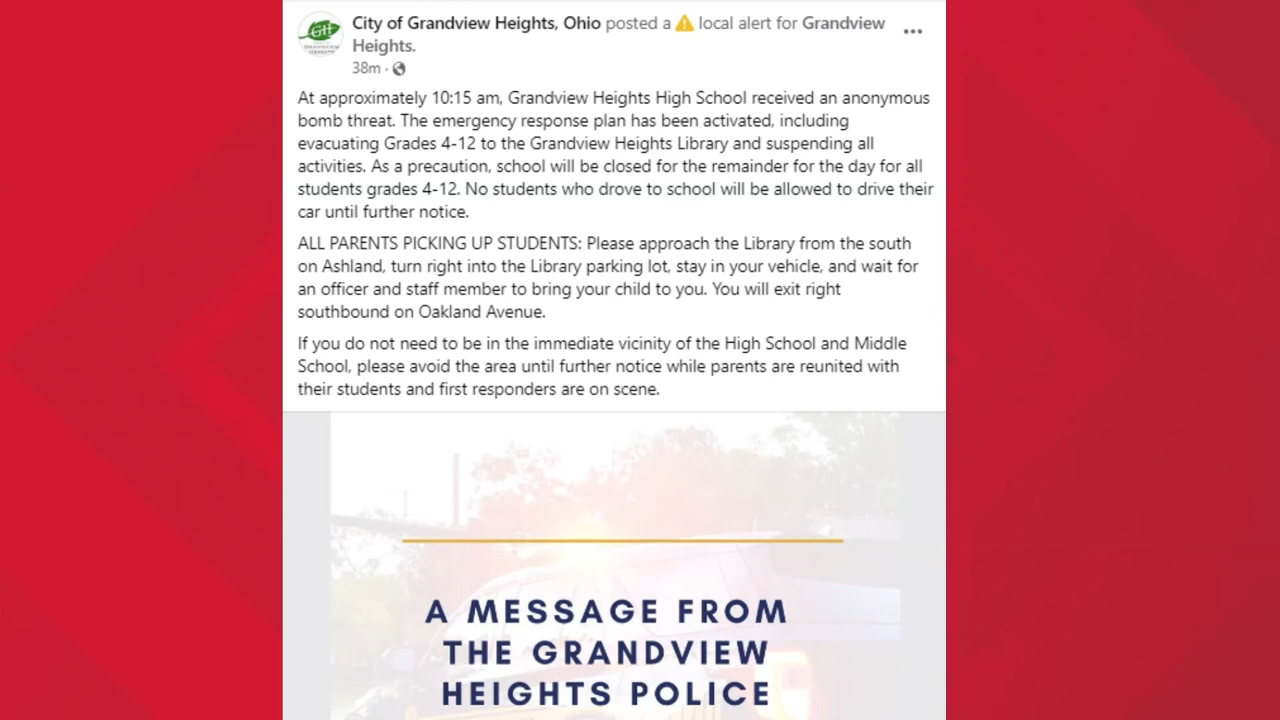 City of Grandview Heights, Ohio posted a ⚠ local alert for Grandview
Heights.
38m ·
At approximately 10:15 am, Grandview Heights High School received an anonymous
bomb threat. The emergency response plan has been activated, including
evacuating Grades 4-12 to the Grandview Heights Library and suspending all
activities. As a precaution, school will be closed for the remainder for the day for all
students grades 4-12. No students who drove to school will be allowed to drive their
car until further notice.
ALL PARENTS PICKING UP STUDENTS: Please approach the Library from the south
on Ashland, turn right into the Library parking lot, stay in your vehicle, and wait for
an officer and staff member to bring your child to you. You will exit right
southbound on Oakland Avenue.
If you do not need to be in the immediate vicinity of the High School and Middle
School, please avoid the area until further notice while parents are reunited with
their students and first responders are on scene.
A MESSAGE FROM
THE GRANDVIEW
HEIGHTS POLICE